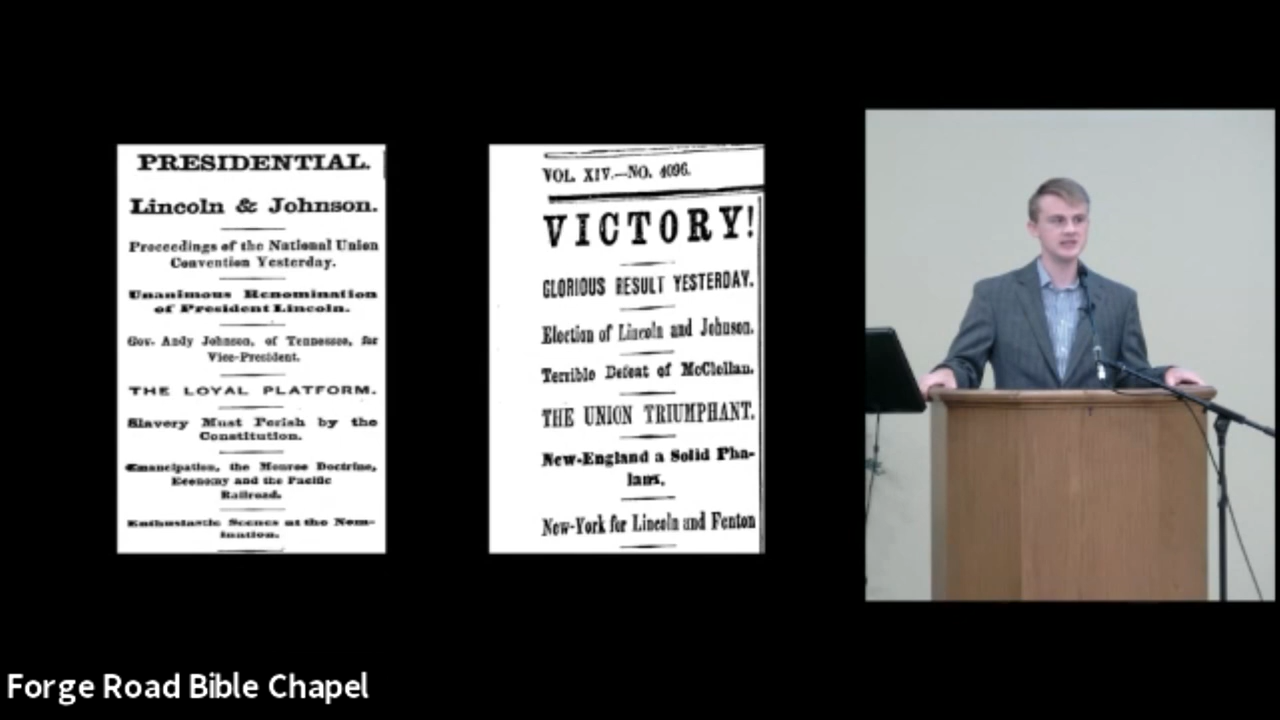 PRESIDENTIAL.
Lincoln & Johnson.
Proceedings of the National Union
Convention Yesterday.
Unanimous Renomination
of President Lincoln.
Gov. Andy Johnson, of Tennessee, for
Vice-President.
THE LOYAL PLATFORM.
Slavery Must Perish by the
Constitution.
Emancipation, the Monroe Doctrine,
Economy and the Pacific
Railroad.
Enthusiastic Scenes at the Nom-
ination.
VOL. XIV.—NO. 4096.
VICTORY!
GLORIOUS RESULT YESTERDAY.
Election of Lincoln and Johnson.
Terrible Defeat of McClellan.
THE UNION TRIUMPHANT.
New-England a Solid Pha-
lanx.
New-York for Lincoln and Fenton
Forge Road Bible Chapel